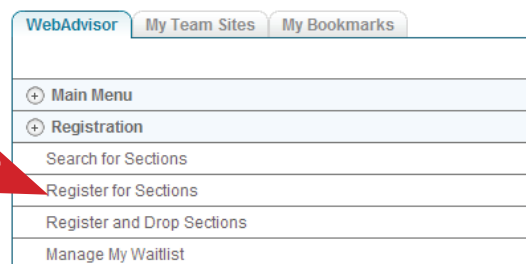 WebAdvisor My Team Sites My Bookmarks
Main Menu
Registration
Search for Sections
Register for Sections
Register and Drop Sections
Manage My Waitlist